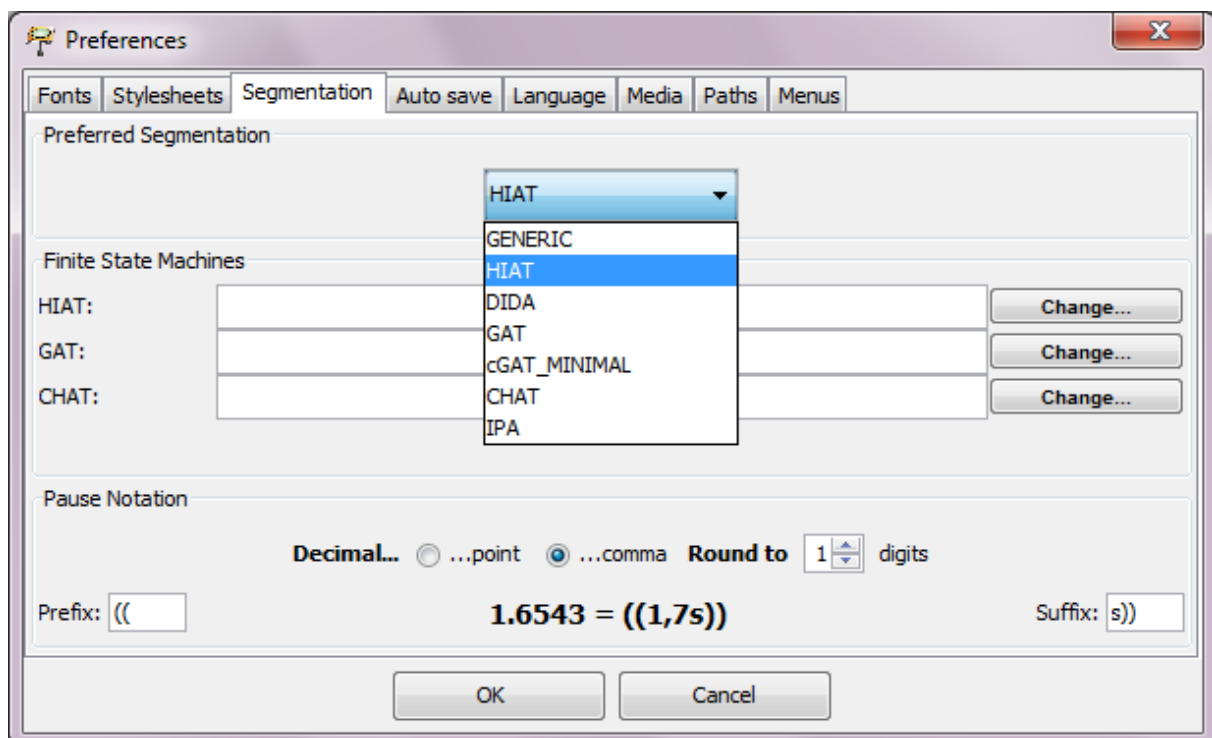 Preferences
Fonts Stylesheets Segmentation Auto save Language Media Paths Menus
Preferred Segmentation
HIAT
GENERIC
HIAT
DIDA
GAT
cGAT_MINIMAL
CHAT
IPA
Finite State Machines
HIAT: Change...
GAT: Change...
CHAT: Change...
Pause Notation
Decimal... ...point ...comma Round to 1 digits
Prefix: (( 1.6543 = ((1,7s)) Suffix: s))
OK Cancel